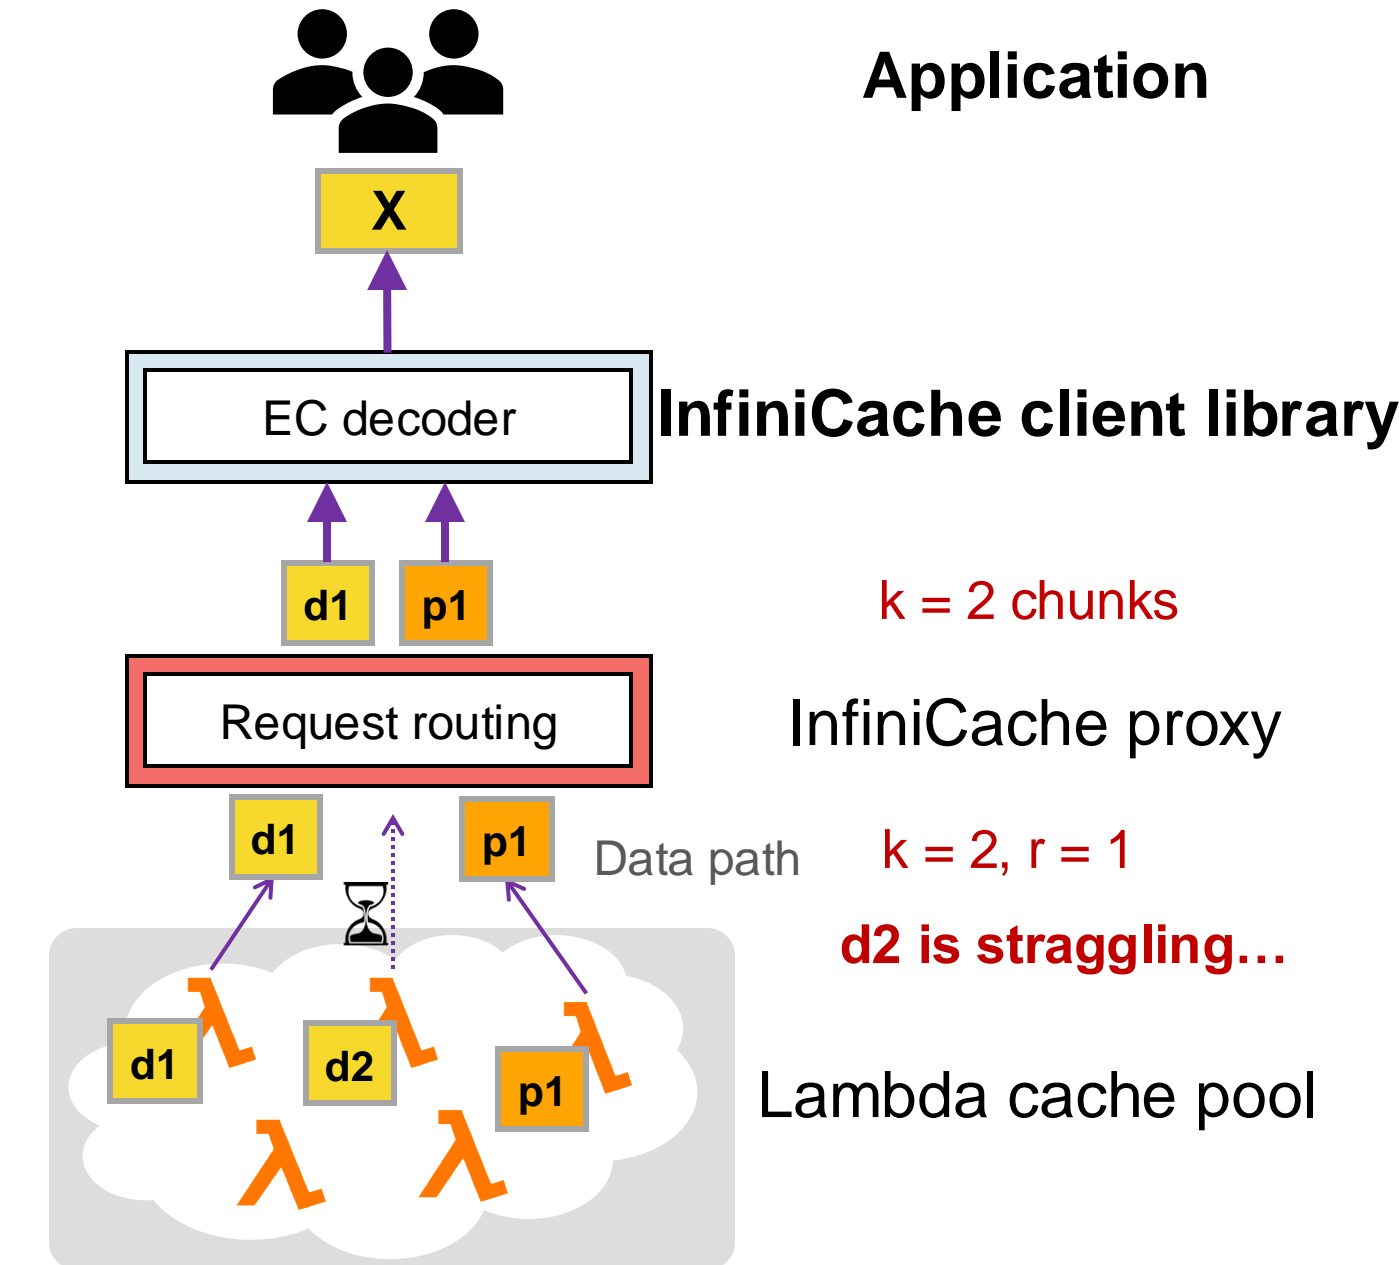 Application
X
EC decoder
InfiniCache client library
d1 p1
k = 2 chunks
Request routing
InfiniCache proxy
d1 p1
Data path
k = 2, r = 1
d2 is straggling…
λ λ λ
d1 d2 p1
Lambda cache pool
λ λ